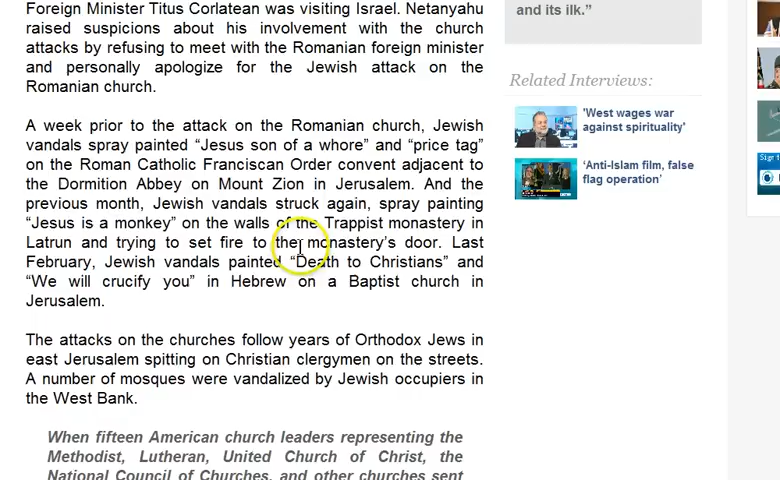 Foreign Minister Titus Corlatean was visiting Israel. Netanyahu
raised suspicions about his involvement with the church
attacks by refusing to meet with the Romanian foreign minister
and personally apologize for the Jewish attack on the
Romanian church.
A week prior to the attack on the Romanian church, Jewish
vandals spray painted “Jesus son of a whore” and “price tag”
on the Roman Catholic Franciscan Order convent adjacent to
the Dormition Abbey on Mount Zion in Jerusalem. And the
previous month, Jewish vandals struck again, spray painting
“Jesus is a monkey” on the walls of the Trappist monastery in
Latrun and trying to set fire to the monastery’s door. Last
February, Jewish vandals painted “Death to Christians” and
“We will crucify you” in Hebrew on a Baptist church in
Jerusalem.
The attacks on the churches follow years of Orthodox Jews in
east Jerusalem spitting on Christian clergymen on the streets.
A number of mosques were vandalized by Jewish occupiers in
the West Bank.
When fifteen American church leaders representing the
Methodist, Lutheran, United Church of Christ, the
National Council of Churches, and other churches sent
and its ilk.”
Related Interviews:
'West wages war
against spirituality'
‘Anti-Islam film, false
flag operation’
Sign i